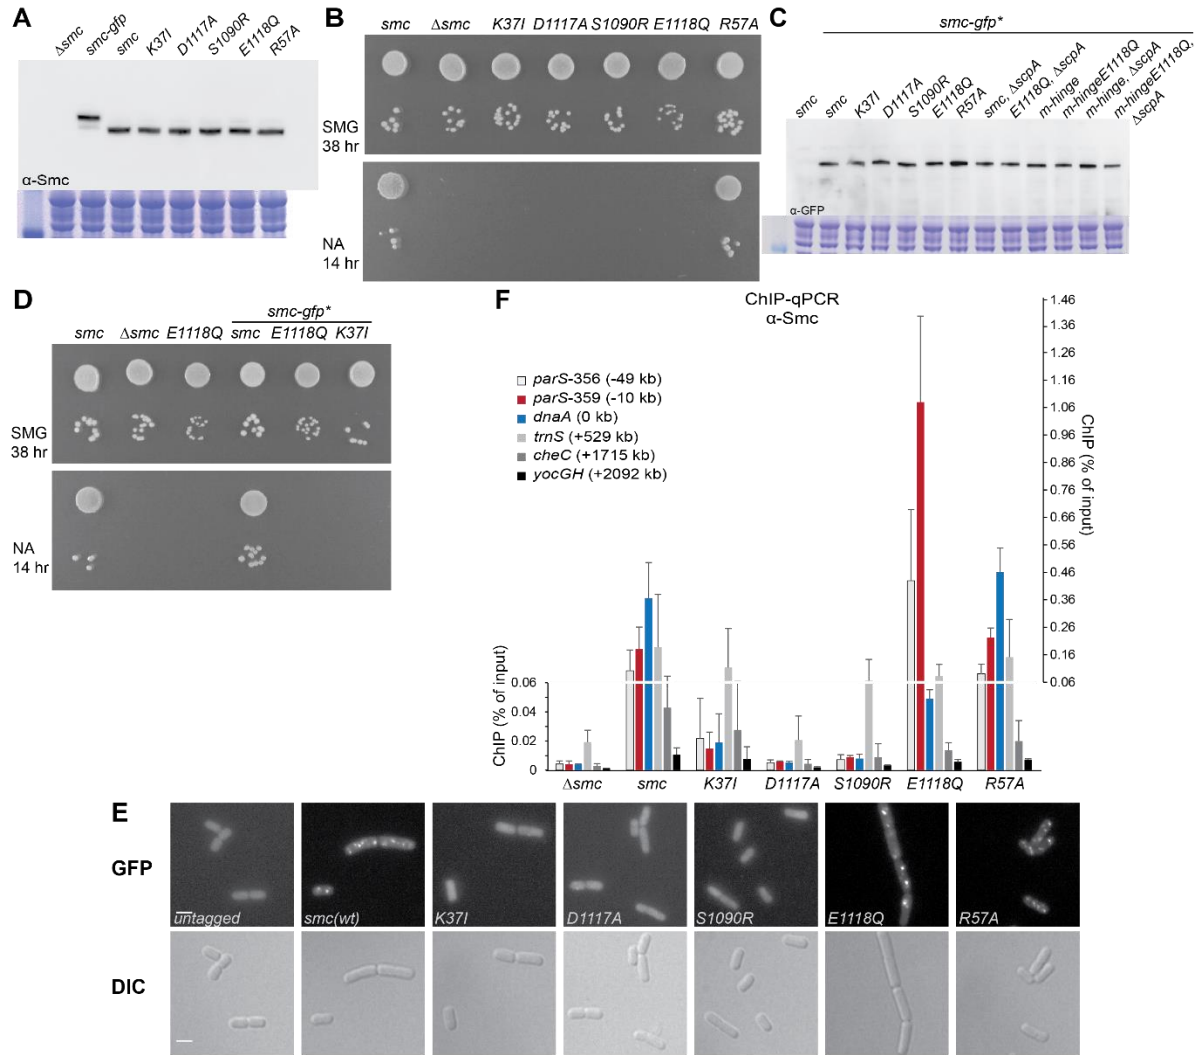 A
Δsmc smc-gfp smc K37I D1117A S1090R E1118Q R57A
α-Smc
B
smc Δsmc K37I D1117A S1090R E1118Q R57A
SMG
38 hr
NA
14 hr
C
smc-gfp*
smc smc K37I D1117A S1090R E1118Q R57A smc, ΔscpA E1118Q, ΔscpA m-hinge m-hingeE1118Q m-hinge, ΔscpA m-hingeE1118Q, ΔscpA
α-GFP
D
smc-gfp*
smc Δsmc E1118Q smc E1118Q K37I
SMG
38 hr
NA
14 hr
F
ChIP-qPCR
α-Smc
parS-356 (-49 kb)
parS-359 (-10 kb)
dnaA (0 kb)
trnS (+529 kb)
cheC (+1715 kb)
yocGH (+2092 kb)
1.46
1.36
1.26
1.16
1.06
0.96
0.86
0.76
0.66
0.56
0.46
0.36
0.26
0.16
0.06
ChIP (% of input)
ChIP (% of input)
0.06
0.04
0.02
0
Δsmc smc K37I D1117A S1090R E1118Q R57A
E
GFP
untagged smc(wt) K37I D1117A S1090R E1118Q R57A
DIC